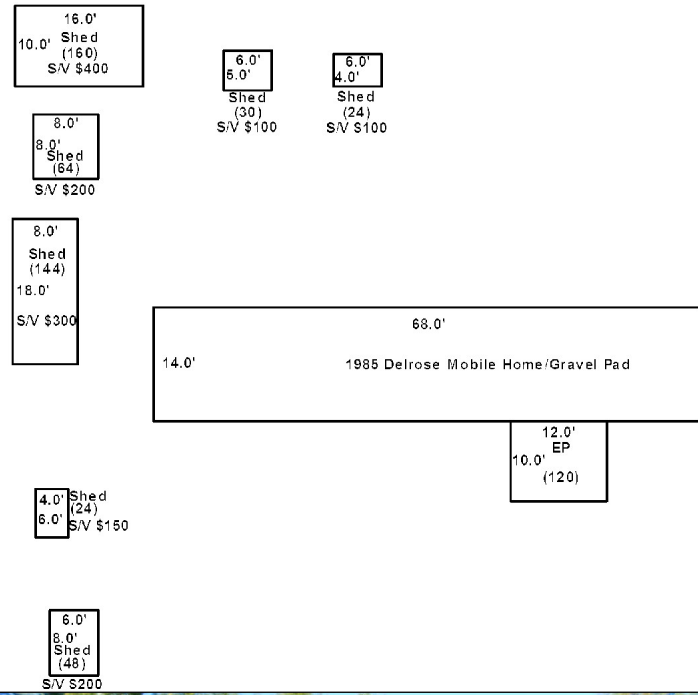 16.0'
10.0' Shed
(160)
S/V $400
6.0'
5.0'
Shed
(30)
S/V $100
6.0'
4.0'
Shed
(24)
S/V $100
8.0'
8.0'
Shed
(64)
S/V $200
8.0'
Shed
(144)
18.0'
S/V $300
68.0'
14.0'
1985 Delrose Mobile Home/Gravel Pad
12.0'
EP
10.0'
(120)
4.0' Shed
(24)
6.0'
S/V $150
6.0'
8.0'
Shed
(48)
S/V $200